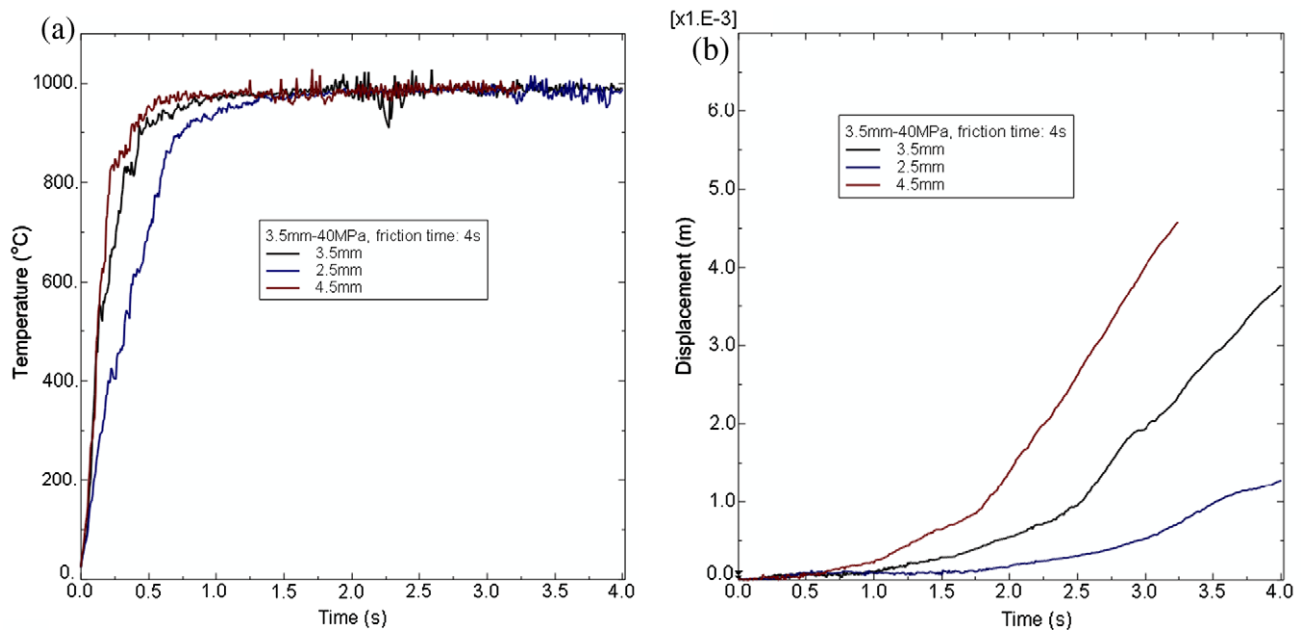 (a)
1000.
800.
600.
400.
200.
0.
Temperature (°C)
3.5mm-40MPa, friction time: 4s
3.5mm
2.5mm
4.5mm
0.0 0.5 1.0 1.5 2.0 2.5 3.0 3.5 4.0
Time (s)
[x1.E-3]
(b)
6.0
5.0
4.0
3.0
2.0
1.0
0.0
Displacement (m)
3.5mm-40MPa, friction time: 4s
3.5mm
2.5mm
4.5mm
0.0 0.5 1.0 1.5 2.0 2.5 3.0 3.5 4.0
Time (s)